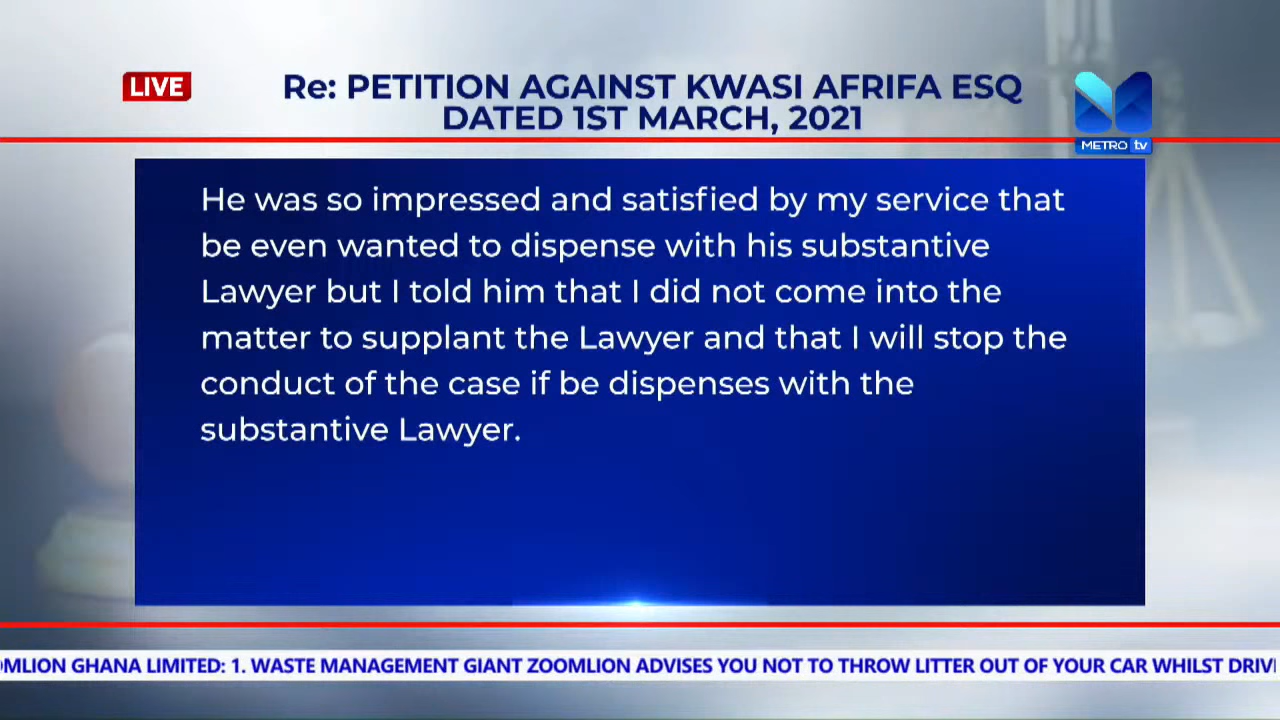 LIVE
Re: PETITION AGAINST KWASI AFRIFA ESQ
DATED 1ST MARCH, 2021
METRO tv
He was so impressed and satisfied by my service that
be even wanted to dispense with his substantive
Lawyer but I told him that I did not come into the
matter to supplant the Lawyer and that I will stop the
conduct of the case if be dispenses with the
substantive Lawyer.
OMLION GHANA LIMITED: 1. WASTE MANAGEMENT GIANT ZOOMLION ADVISES YOU NOT TO THROW LITTER OUT OF YOUR CAR WHILST DRIVI